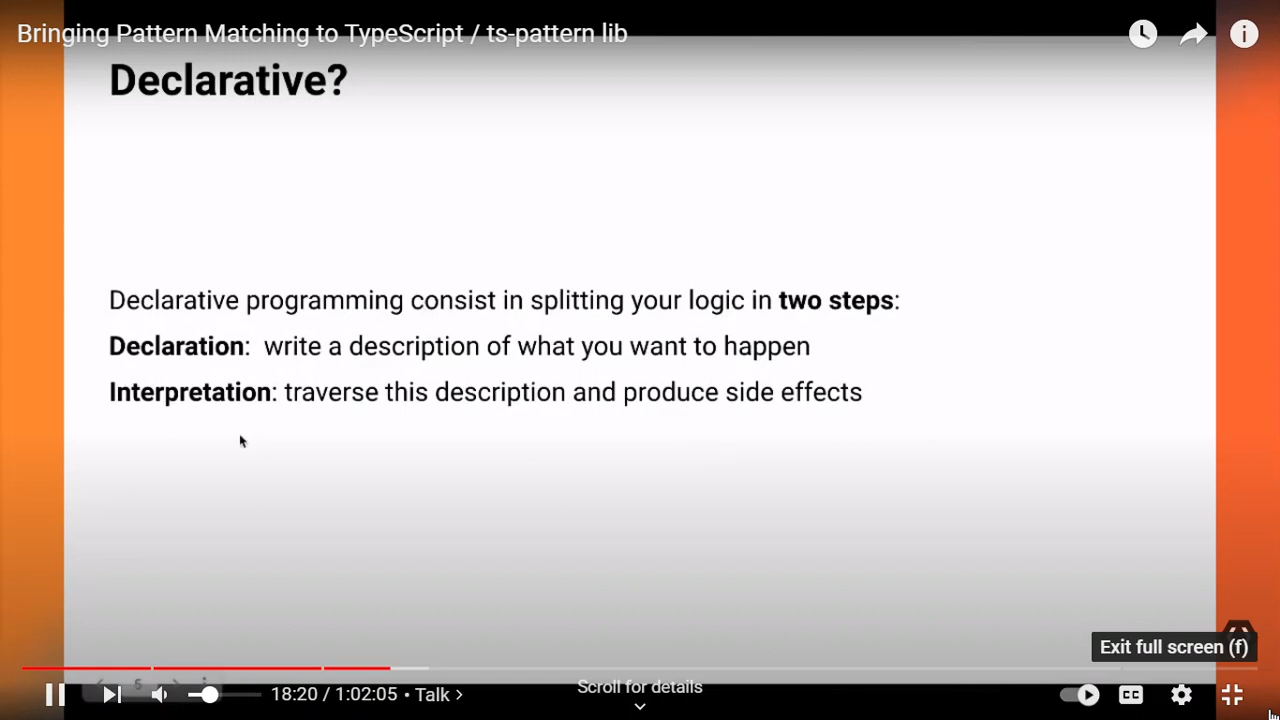 Bringing Pattern Matching to TypeScript / ts-pattern lib
Declarative?
Declarative programming consist in splitting your logic in two steps:
Declaration: write a description of what you want to happen
Interpretation: traverse this description and produce side effects
Exit full screen (f)
6
18:20 / 1:02:05 • Talk >
Scroll for details
CC